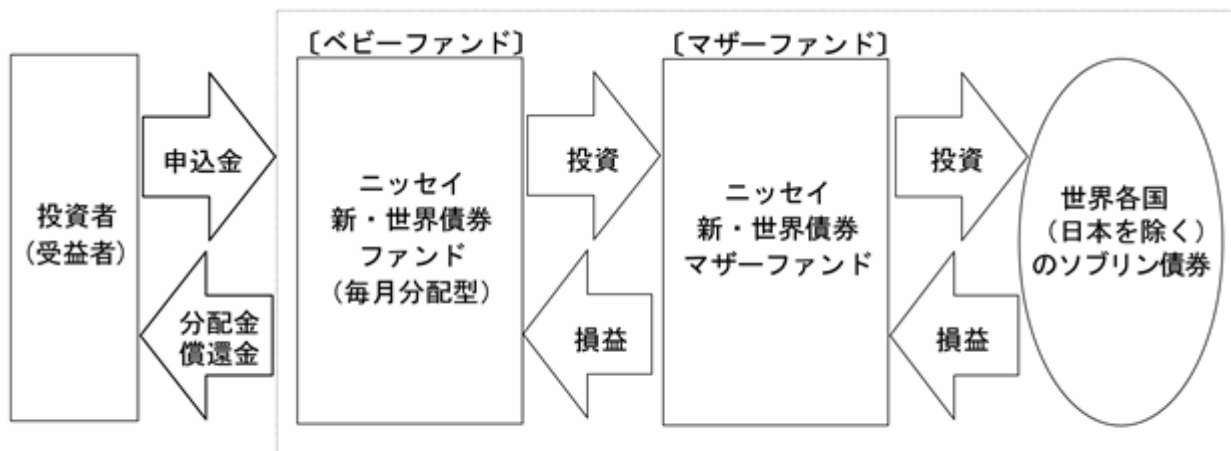 〔ベビーファンド〕
〔マザーファンド〕
投資者
(受益者)
申込金
分配金
償還金
ニッセイ
新・世界債券
ファンド
(毎月分配型)
投資
損益
ニッセイ
新・世界債券
マザーファンド
投資
損益
世界各国
(日本を除く)
のソブリン債券